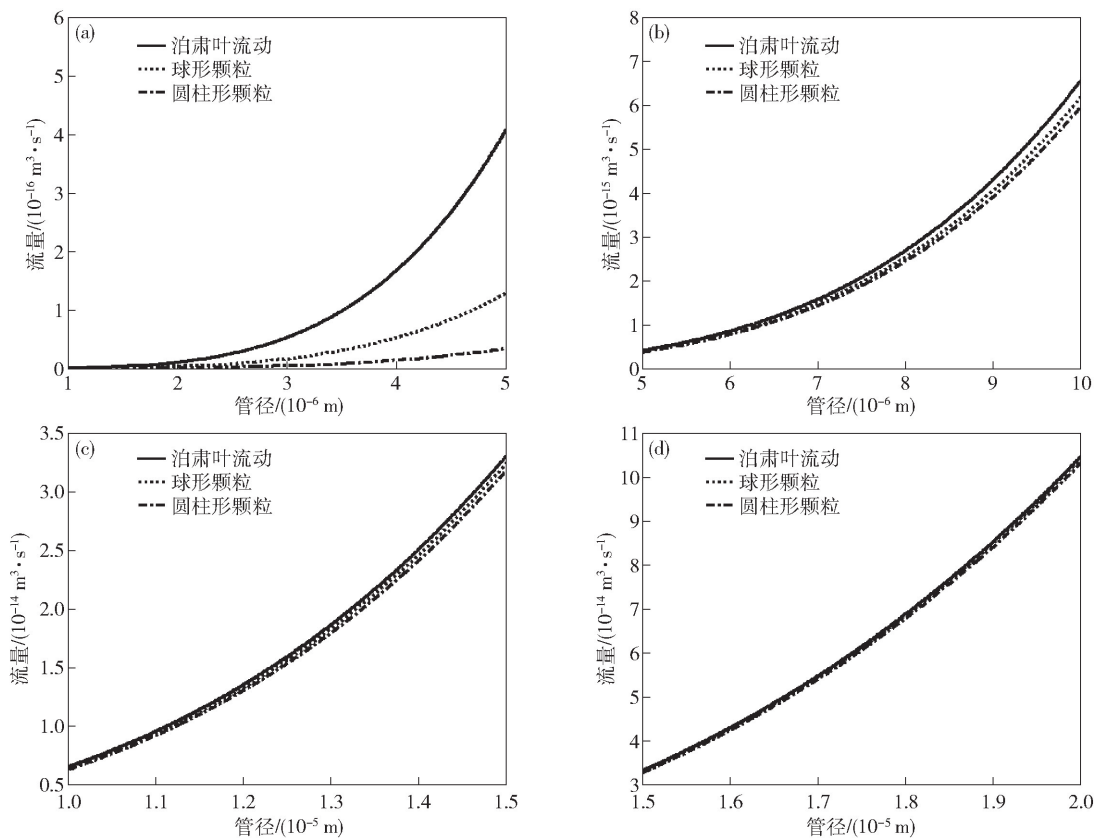 (a)
泊肃叶流动
球形颗粒
圆柱形颗粒
6
5
4
3
2
1
0
流量/(10⁻¹⁶ m³·s⁻¹)
1 2 3 4 5
管径/(10⁻⁶ m)
(b)
泊肃叶流动
球形颗粒
圆柱形颗粒
8
7
6
5
4
3
2
1
0
流量/(10⁻¹⁵ m³·s⁻¹)
5 6 7 8 9 10
管径/(10⁻⁶ m)
(c)
泊肃叶流动
球形颗粒
圆柱形颗粒
3.5
3.0
2.5
2.0
1.5
1.0
0.5
流量/(10⁻¹⁴ m³·s⁻¹)
1.0 1.1 1.2 1.3 1.4 1.5
管径/(10⁻⁵ m)
(d)
泊肃叶流动
球形颗粒
圆柱形颗粒
11
10
9
8
7
6
5
4
3
流量/(10⁻¹⁴ m³·s⁻¹)
1.5 1.6 1.7 1.8 1.9 2.0
管径/(10⁻⁵ m)